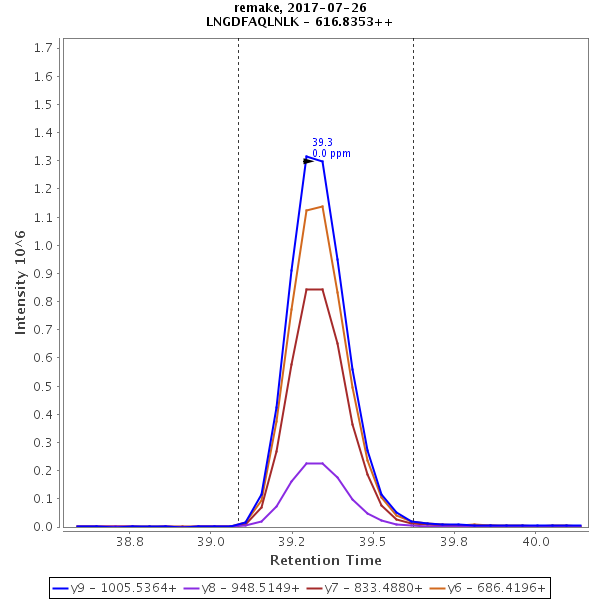 remake, 2017-07-26
LNGDFAQLNLK - 616.8353++
1.7
1.6
1.5
1.4
1.3
1.2
1.1
1.0
0.9
0.8
0.7
0.6
0.5
0.4
0.3
0.2
0.1
0.0
Intensity 10^6
39.3
0.0 ppm
38.8 39.0 39.2 39.5 39.8 40.0
Retention Time
y9 - 1005.5364+ y8 - 948.5149+ y7 - 833.4880+ y6 - 686.4196+